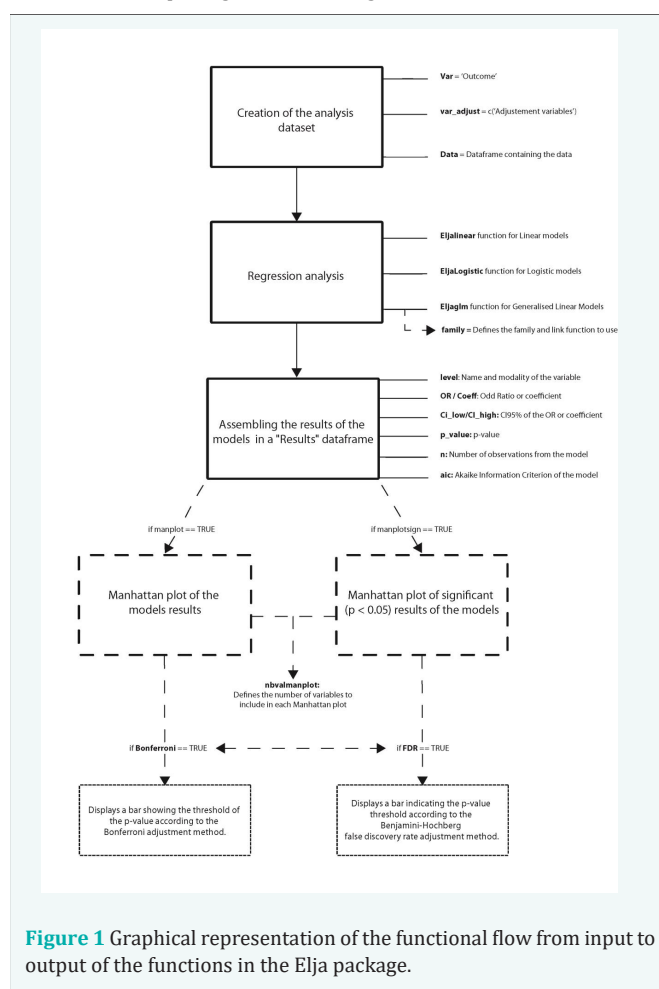 Creation of the analysis
dataset
Var = 'Outcome'
var_adjust = c('Adjustement variables')
Data = Dataframe containing the data
Regression analysis
Eljalinear function for Linear models
EljaLogistic function for Logistic models
Eljaglm function for Generalised Linear Models
family = Defines the family and link function to use
Assembling the results of the
models in a "Results" dataframe
level: Name and modality of the variable
OR / Coeff: Odd Ratio or coefficient
Ci_low/CI_high: CI95% of the OR or coefficient
p_value: p-value
n: Number of observations from the model
aic: Akaike Information Criterion of the model
if manplot == TRUE
if manplotsign == TRUE
Manhattan plot of the
models results
Manhattan plot of significant
(p < 0.05) results of the models
nbvalmanplot:
Defines the number of variables to
include in each Manhattan plot
if Bonferroni == TRUE
if FDR == TRUE
Displays a bar showing the threshold of
the p-value according to the
Bonferroni adjustment method.
Displays a bar indicating the p-value
threshold according to the
Benjamini-Hochberg
false discovery rate adjustment method.
Figure 1 Graphical representation of the functional flow from input to
output of the functions in the Elja package.